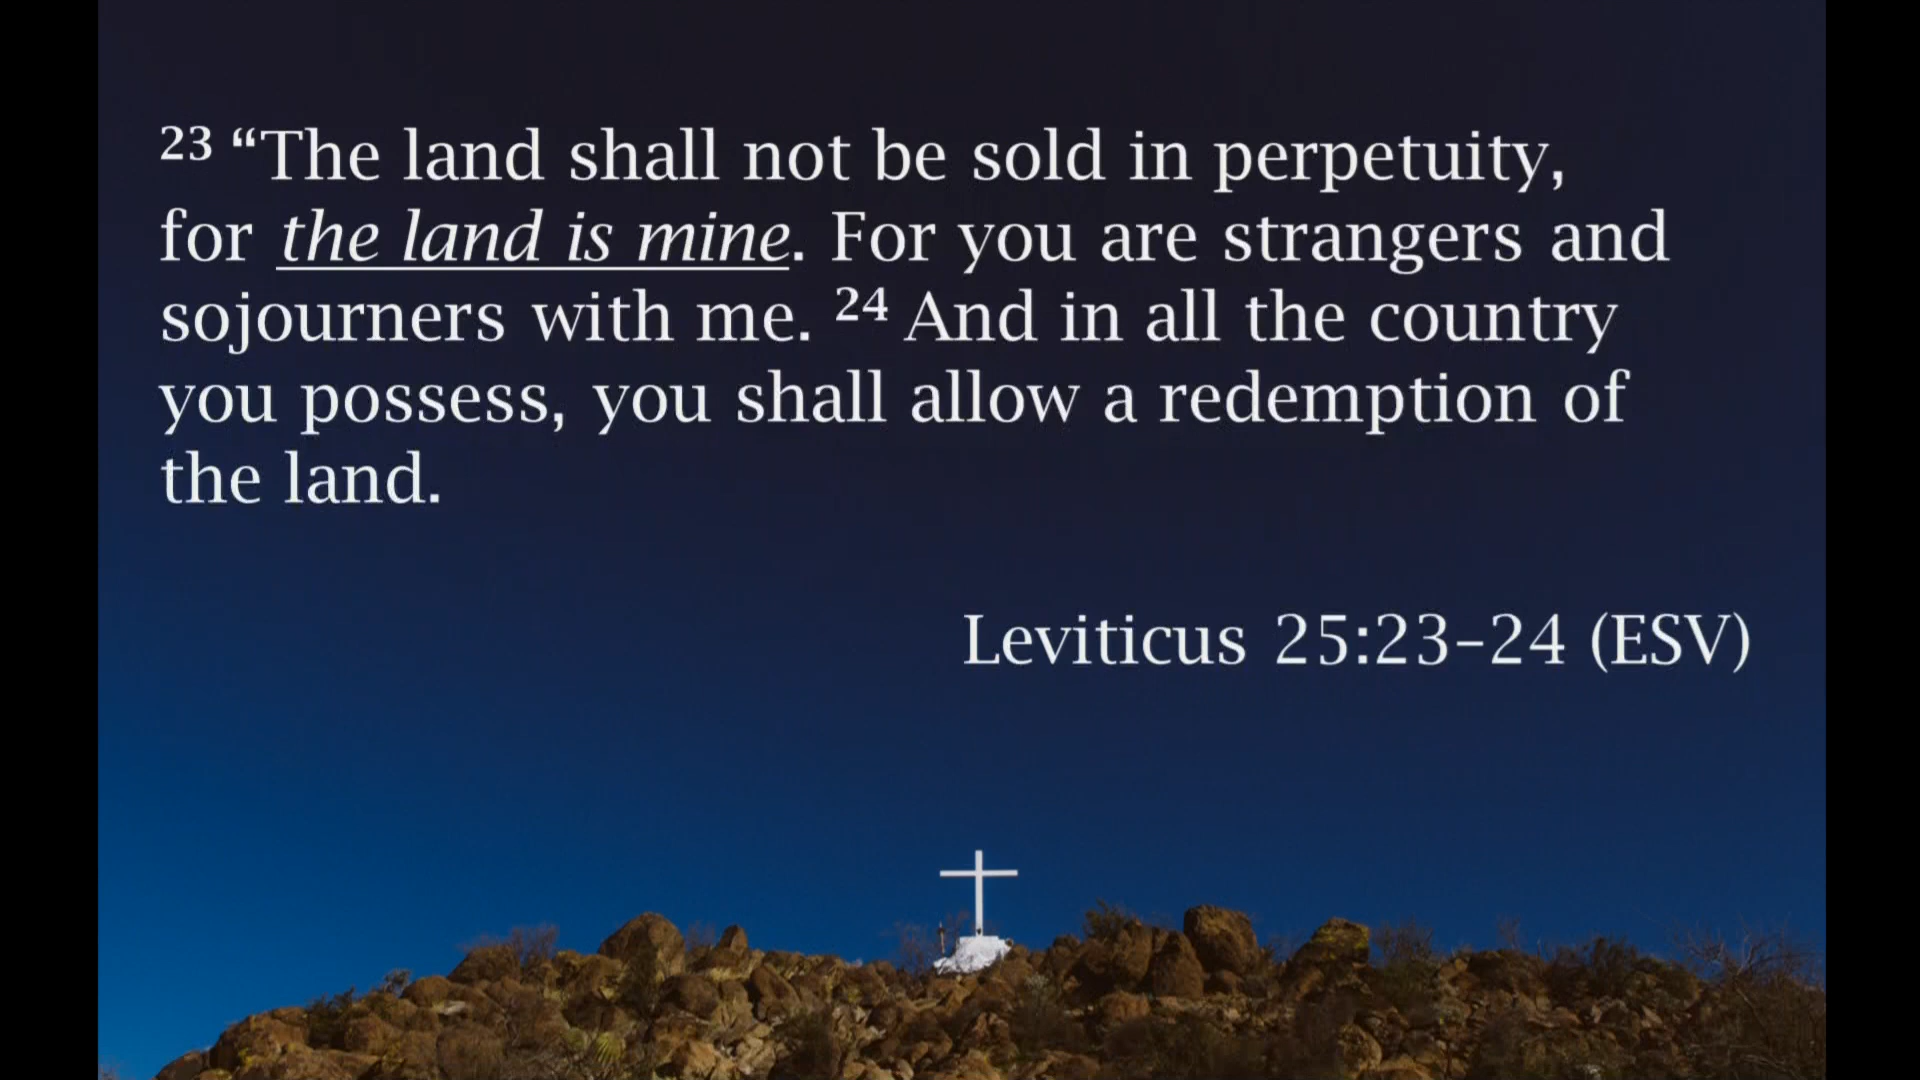 23 “The land shall not be sold in perpetuity,
for the land is mine. For you are strangers and
sojourners with me. 24 And in all the country
you possess, you shall allow a redemption of
the land.
Leviticus 25:23–24 (ESV)